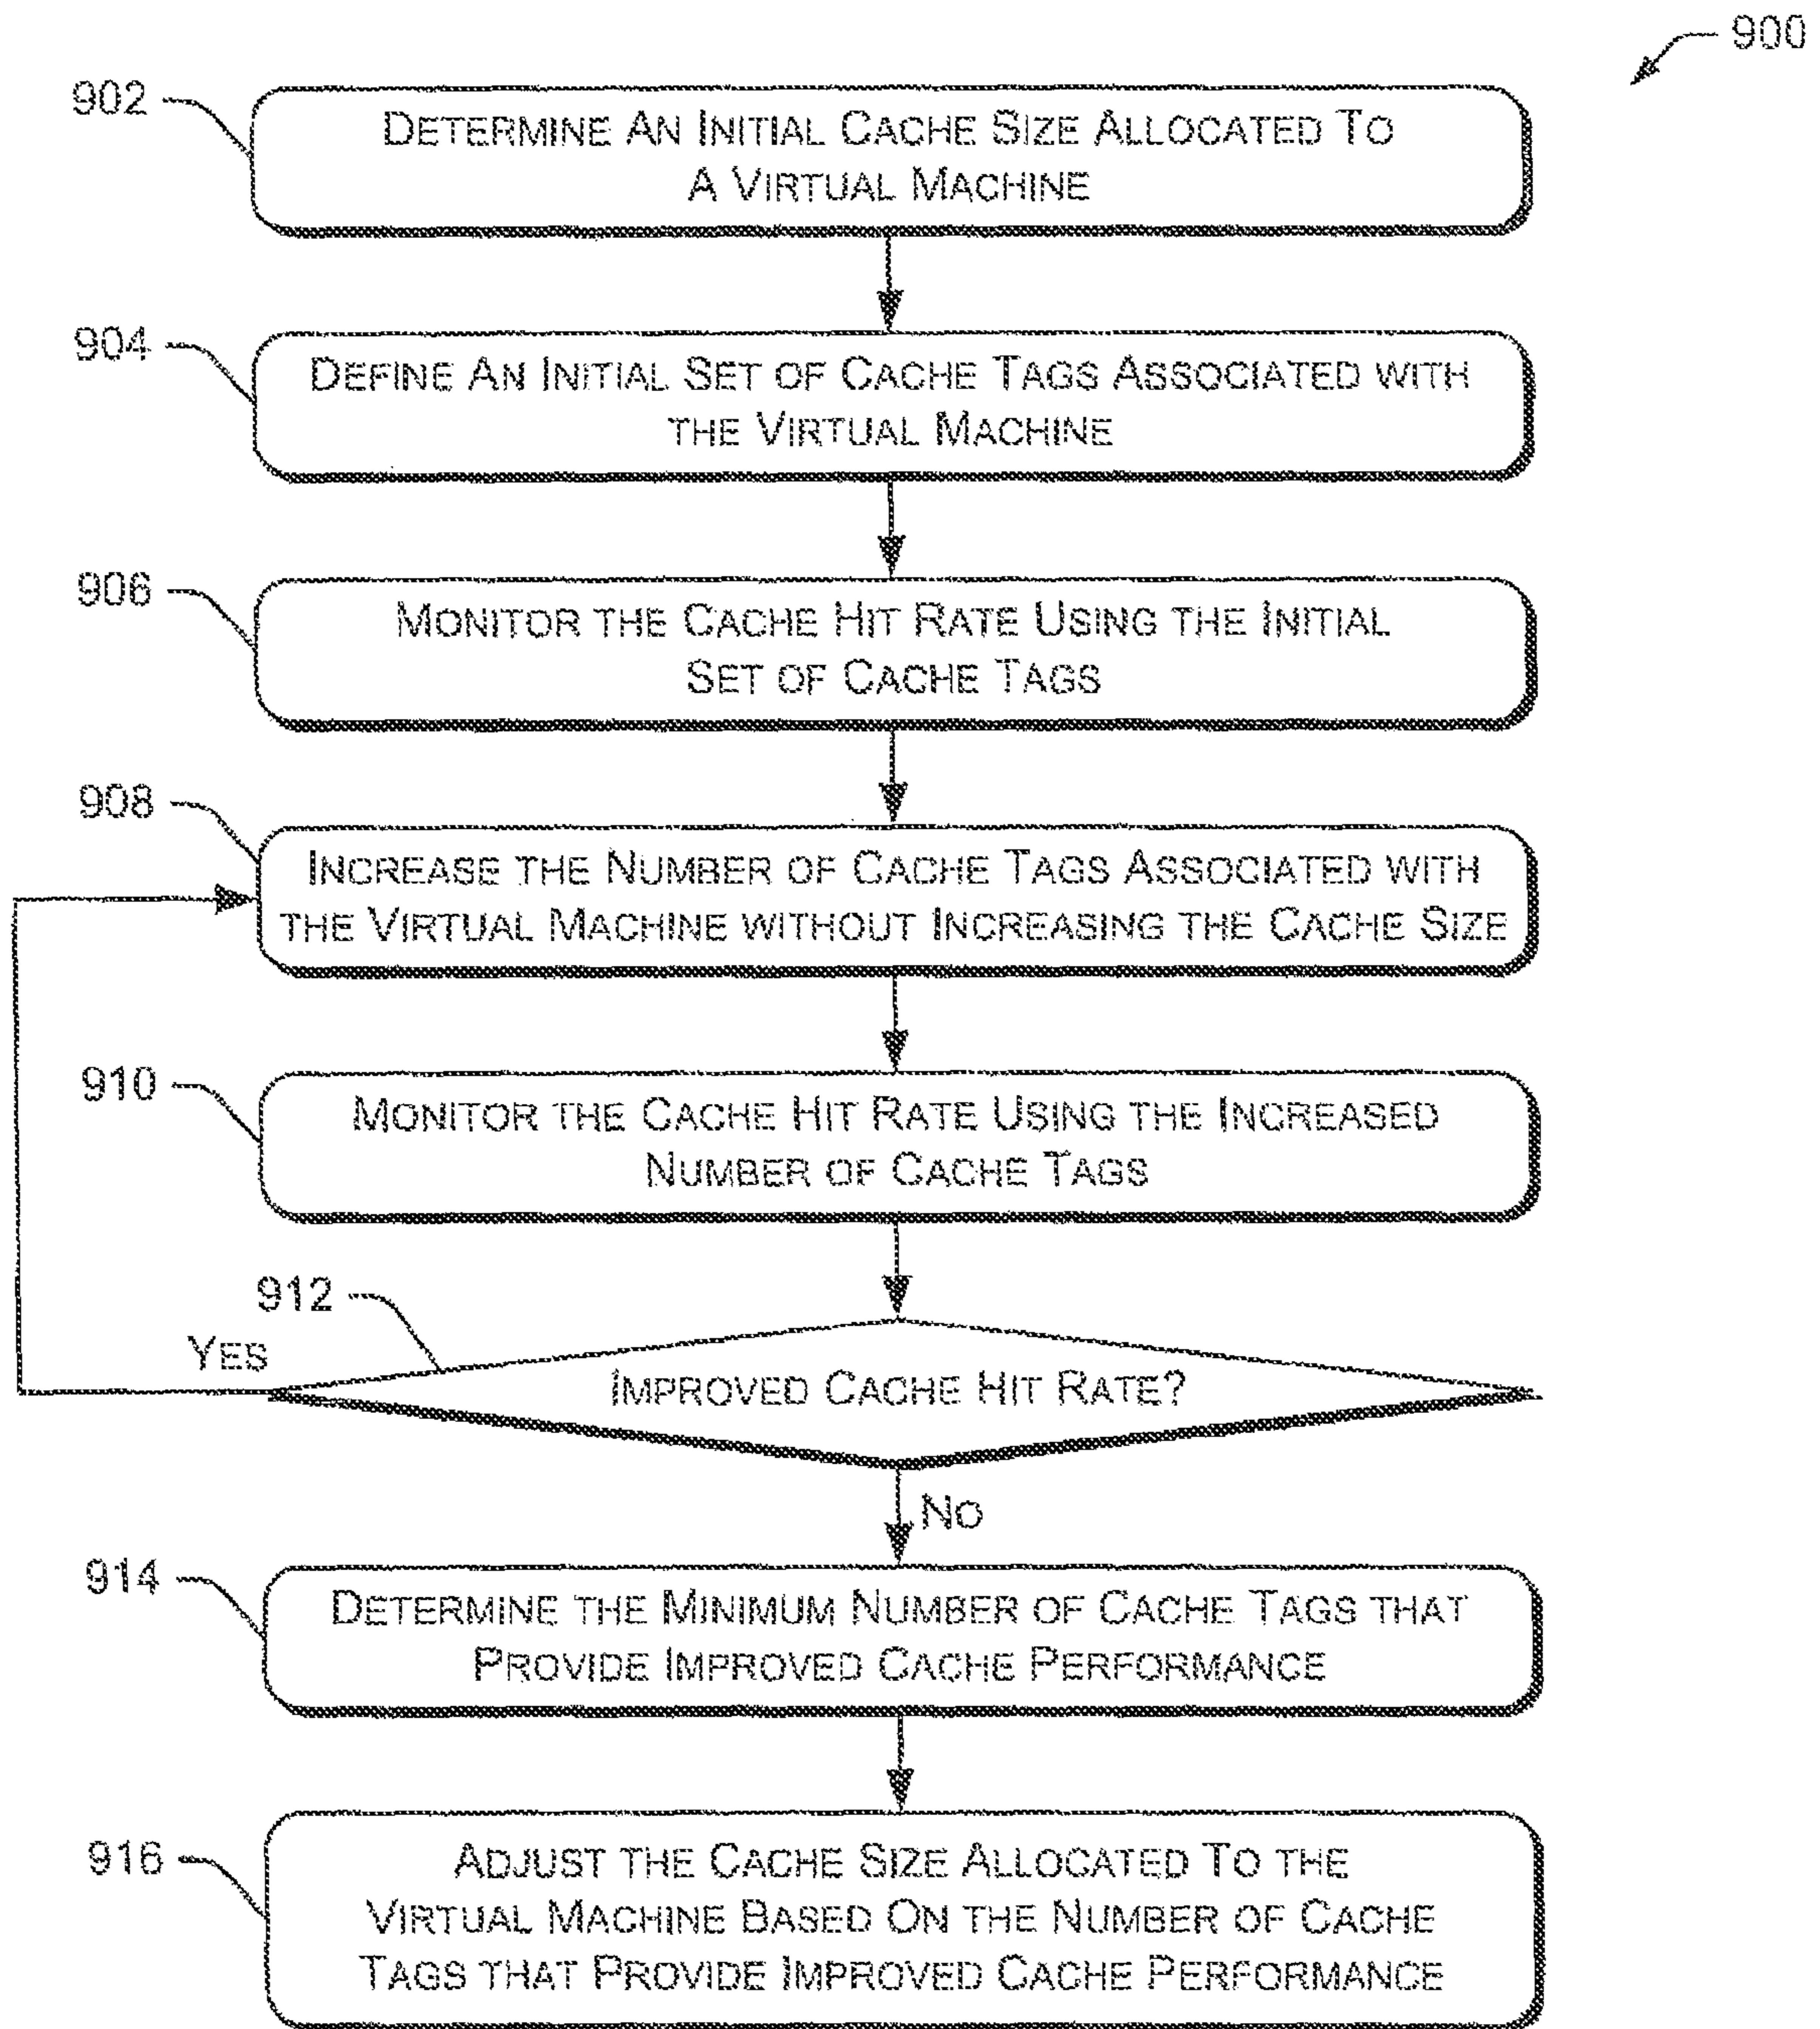 900
902
DETERMINE AN INITIAL CACHE SIZE ALLOCATED TO
A VIRTUAL MACHINE
904
DEFINE AN INITIAL SET OF CACHE TAGS ASSOCIATED WITH
THE VIRTUAL MACHINE
906
MONITOR THE CACHE HIT RATE USING THE INITIAL
SET OF CACHE TAGS
908
INCREASE THE NUMBER OF CACHE TAGS ASSOCIATED WITH
THE VIRTUAL MACHINE WITHOUT INCREASING THE CACHE SIZE
910
MONITOR THE CACHE HIT RATE USING THE INCREASED
NUMBER OF CACHE TAGS
912
YES
IMPROVED CACHE HIT RATE?
NO
914
DETERMINE THE MINIMUM NUMBER OF CACHE TAGS THAT
PROVIDE IMPROVED CACHE PERFORMANCE
916
ADJUST THE CACHE SIZE ALLOCATED TO THE
VIRTUAL MACHINE BASED ON THE NUMBER OF CACHE
TAGS THAT PROVIDE IMPROVED CACHE PERFORMANCE